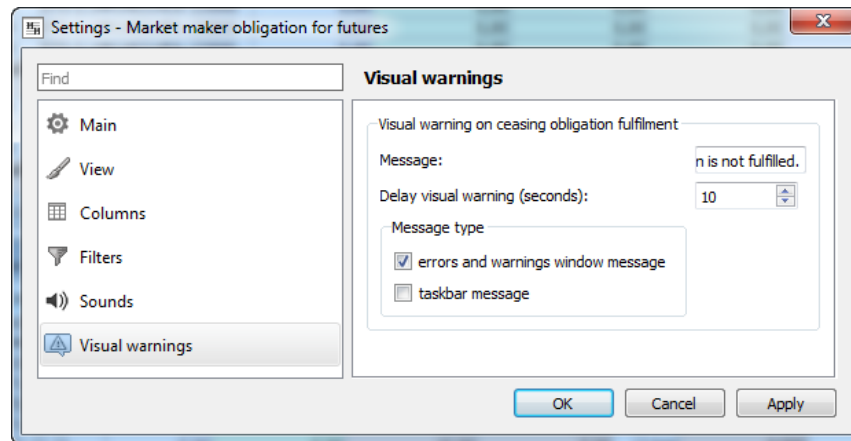 Settings - Market maker obligation for futures
Find
Main
View
Columns
Filters
Sounds
Visual warnings
Visual warnings
Visual warning on ceasing obligation fulfilment
Message: n is not fulfilled.
Delay visual warning (seconds): 10
Message type
errors and warnings window message
taskbar message
OK Cancel Apply